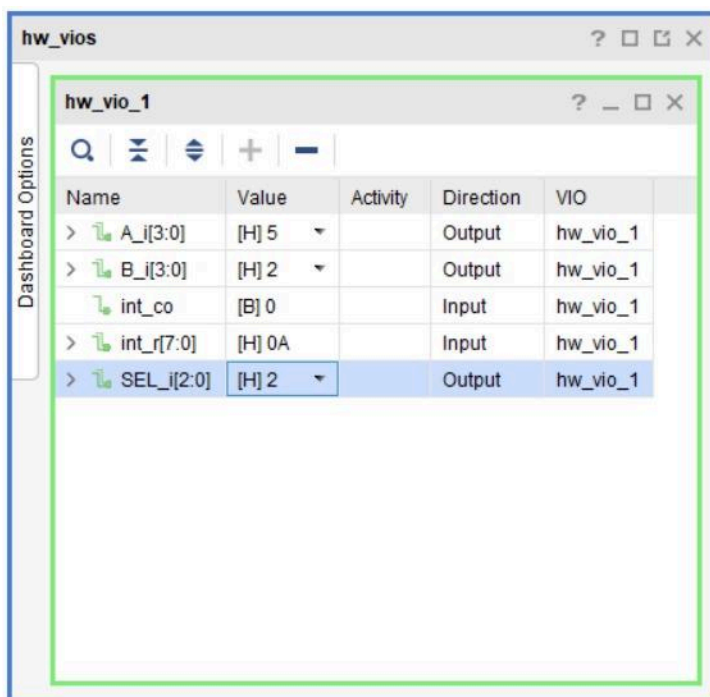 hw_vios
Dashboard Options
hw_vio_1
Name Value Activity Direction VIO
A_i[3:0] [H] 5 Output hw_vio_1
B_i[3:0] [H] 2 Output hw_vio_1
int_co [B] 0 Input hw_vio_1
int_r[7:0] [H] 0A Input hw_vio_1
SEL_i[2:0] [H] 2 Output hw_vio_1